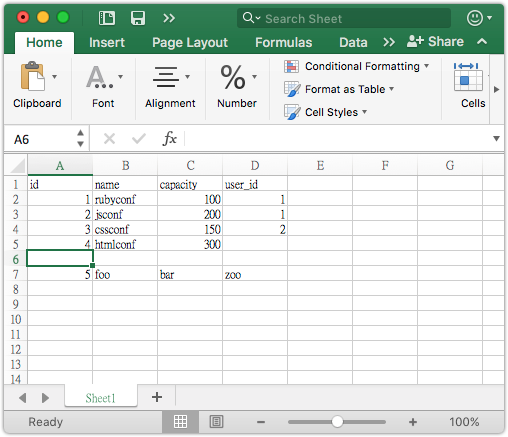 Search Sheet
Home Insert Page Layout Formulas Data Share
Clipboard Font Alignment Number Conditional Formatting Format as Table Cell Styles Cells
A6 fx
A B C D E F G
1 id name capacity user_id
2 1 rubyconf 100 1
3 2 jsconf 200 1
4 3 cssconf 150 2
5 4 htmlconf 300
6
7 5 foo bar zoo
8
9
10
11
12
13
14
Sheet1 +
Ready − + 100%